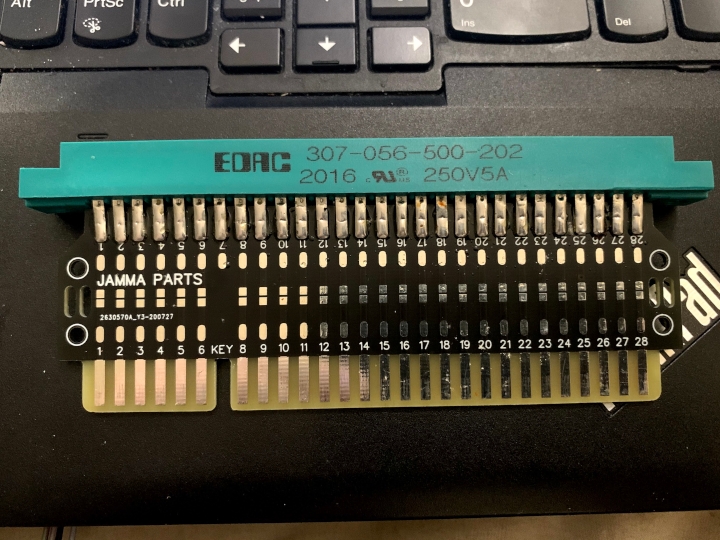 Alt
PrtSc
Ctrl
0
Ins
Del
EDAC 307-056-500-202
2016 250V5A
1 2 3 4 5 6 7 8 9 10 11 12 13 14 15 16 17 18 19 20 21 22 23 24 25 26 27 28
JAMMA PARTS
2630570A_Y3-200727
1 2 3 4 5 6 KEY 8 9 10 11 12 13 14 15 16 17 18 19 20 21 22 23 24 25 26 27 28